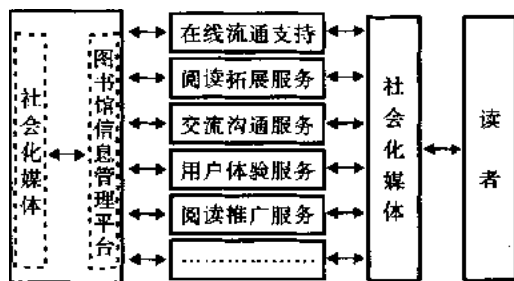 社会化媒体
图书馆信息管理平台
在线流通支持
阅读拓展服务
交流沟通服务
用户体验服务
阅读推广服务
………………
社会化媒体
读者